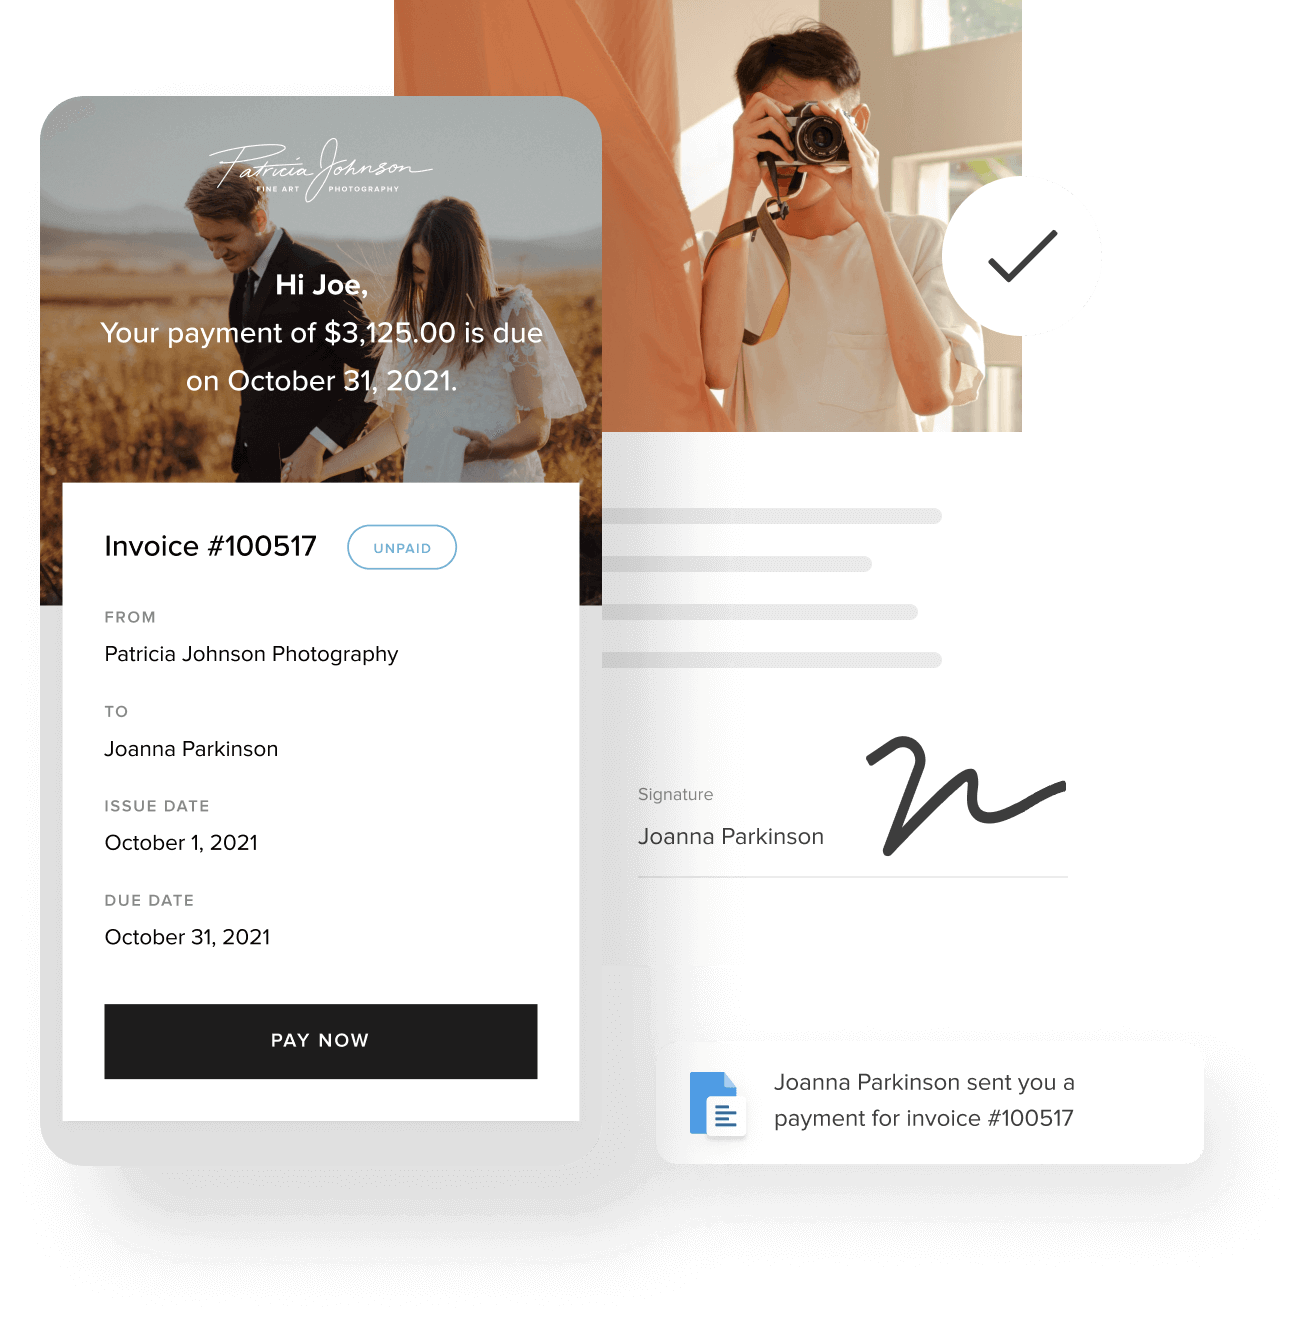 Patricia Johnson
FINE ART PHOTOGRAPHY
Hi Joe,
Your payment of $3,125.00 is due
on October 31, 2021.
Invoice #100517
UNPAID
FROM
Patricia Johnson Photography
TO
Joanna Parkinson
ISSUE DATE
October 1, 2021
DUE DATE
October 31, 2021
PAY NOW
Signature
Joanna Parkinson
Joanna Parkinson sent you a
payment for invoice #100517